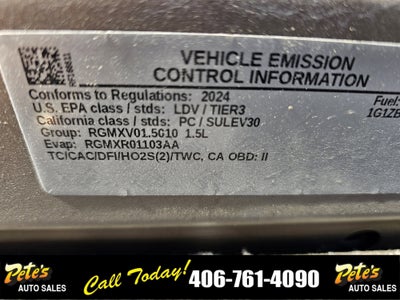 VEHICLE EMISSION
CONTROL INFORMATION
Conforms to Regulations: 2024
U.S. EPA class / stds: LDV / TIER3
California class / stds: PC / SULEV30
Group: RGMXV01.5G10 1.5L
Evap: RGMXR01103AA
TC/CAC/DFI/HO2S(2)/TWC, CA OBD: II
Fuel:
1G1ZB
Pete's
AUTO SALES
Call Today! 406-761-4090
Pete's
AUTO SALES